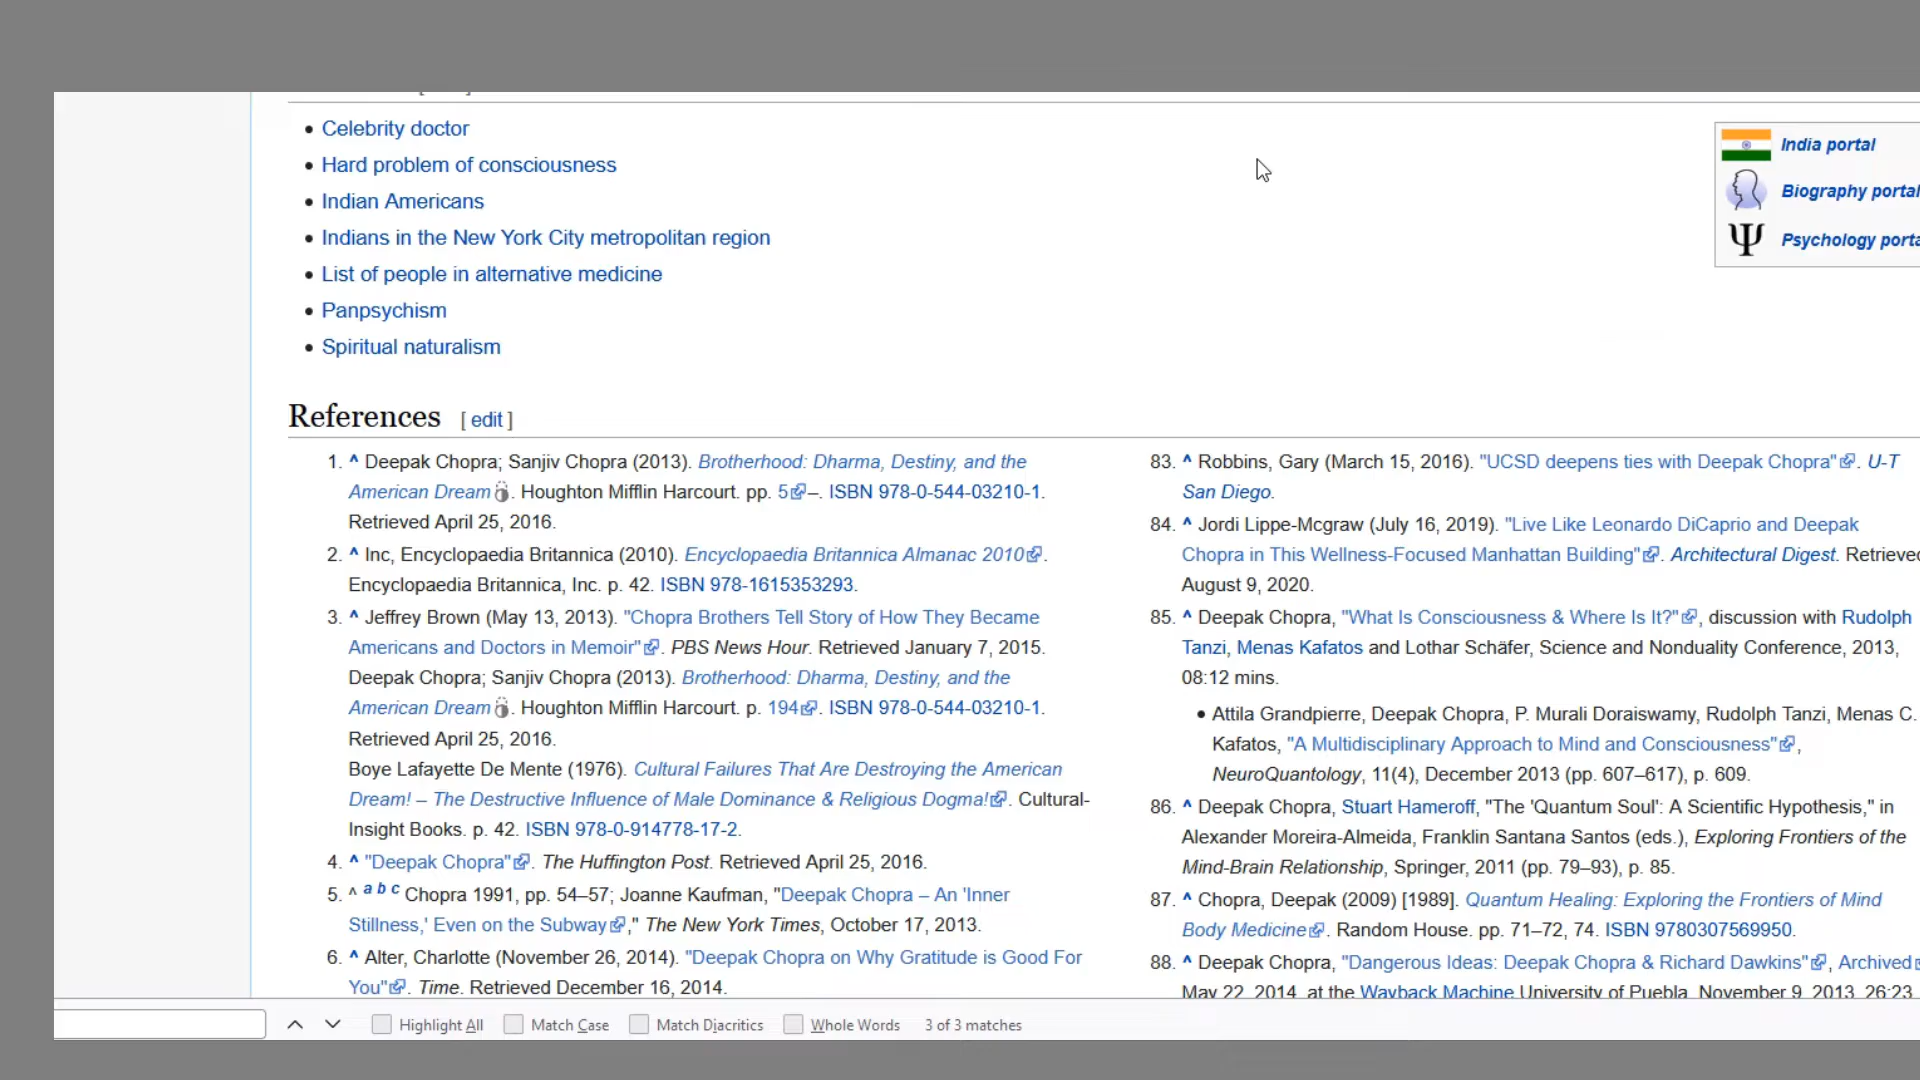 Celebrity doctor
Hard problem of consciousness
Indian Americans
Indians in the New York City metropolitan region
List of people in alternative medicine
Panpsychism
Spiritual naturalism
India portal
Biography portal
Psychology porta
References [ edit ]
1. ^ Deepak Chopra; Sanjiv Chopra (2013). Brotherhood: Dharma, Destiny, and the
American Dream. Houghton Mifflin Harcourt. pp. 5–. ISBN 978-0-544-03210-1.
Retrieved April 25, 2016.
2. ^ Inc, Encyclopaedia Britannica (2010). Encyclopaedia Britannica Almanac 2010.
Encyclopaedia Britannica, Inc. p. 42. ISBN 978-1615353293.
3. ^ Jeffrey Brown (May 13, 2013). "Chopra Brothers Tell Story of How They Became
Americans and Doctors in Memoir". PBS News Hour. Retrieved January 7, 2015.
Deepak Chopra; Sanjiv Chopra (2013). Brotherhood: Dharma, Destiny, and the
American Dream. Houghton Mifflin Harcourt. p. 194. ISBN 978-0-544-03210-1.
Retrieved April 25, 2016.
Boye Lafayette De Mente (1976). Cultural Failures That Are Destroying the American
Dream! – The Destructive Influence of Male Dominance & Religious Dogma!. Cultural-
Insight Books. p. 42. ISBN 978-0-914778-17-2.
4. ^ "Deepak Chopra". The Huffington Post. Retrieved April 25, 2016.
5. ^ a b c Chopra 1991, pp. 54–57; Joanne Kaufman, "Deepak Chopra – An 'Inner
Stillness,' Even on the Subway," The New York Times, October 17, 2013.
6. ^ Alter, Charlotte (November 26, 2014). "Deepak Chopra on Why Gratitude is Good For
You". Time. Retrieved December 16, 2014.
83. ^ Robbins, Gary (March 15, 2016). "UCSD deepens ties with Deepak Chopra". U-T
San Diego.
84. ^ Jordi Lippe-Mcgraw (July 16, 2019). "Live Like Leonardo DiCaprio and Deepak
Chopra in This Wellness-Focused Manhattan Building". Architectural Digest. Retrieved
August 9, 2020.
85. ^ Deepak Chopra, "What Is Consciousness & Where Is It?", discussion with Rudolph
Tanzi, Menas Kafatos and Lothar Schäfer, Science and Nonduality Conference, 2013,
08:12 mins.
Attila Grandpierre, Deepak Chopra, P. Murali Doraiswamy, Rudolph Tanzi, Menas C.
Kafatos, "A Multidisciplinary Approach to Mind and Consciousness",
NeuroQuantology, 11(4), December 2013 (pp. 607–617), p. 609.
86. ^ Deepak Chopra, Stuart Hameroff, "The 'Quantum Soul': A Scientific Hypothesis," in
Alexander Moreira-Almeida, Franklin Santana Santos (eds.), Exploring Frontiers of the
Mind-Brain Relationship, Springer, 2011 (pp. 79–93), p. 85.
87. ^ Chopra, Deepak (2009) [1989]. Quantum Healing: Exploring the Frontiers of Mind
Body Medicine. Random House. pp. 71–72, 74. ISBN 9780307569950.
88. ^ Deepak Chopra, "Dangerous Ideas: Deepak Chopra & Richard Dawkins", Archived
May 22, 2014, at the Wayback Machine University of Puebla, November 9, 2013, 26:23.
Highlight All Match Case Match Diacritics Whole Words 3 of 3 matches